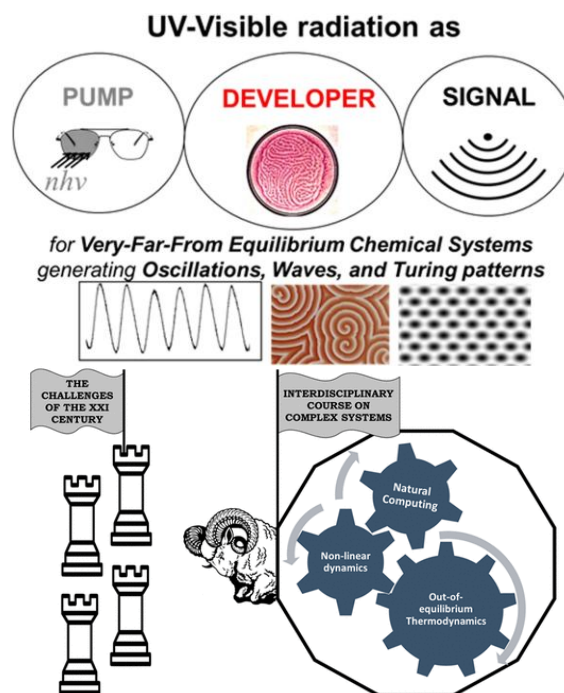 UV-Visible radiation as
PUMP
DEVELOPER
SIGNAL
nhν
for Very-Far-From Equilibrium Chemical Systems
generating Oscillations, Waves, and Turing patterns
THE
CHALLENGES
OF THE XXI
CENTURY
INTERDISCIPLINARY
COURSE ON
COMPLEX SYSTEMS
Natural
Computing
Non-linear
dynamics
Out-of-
equilibrium
Thermodynamics